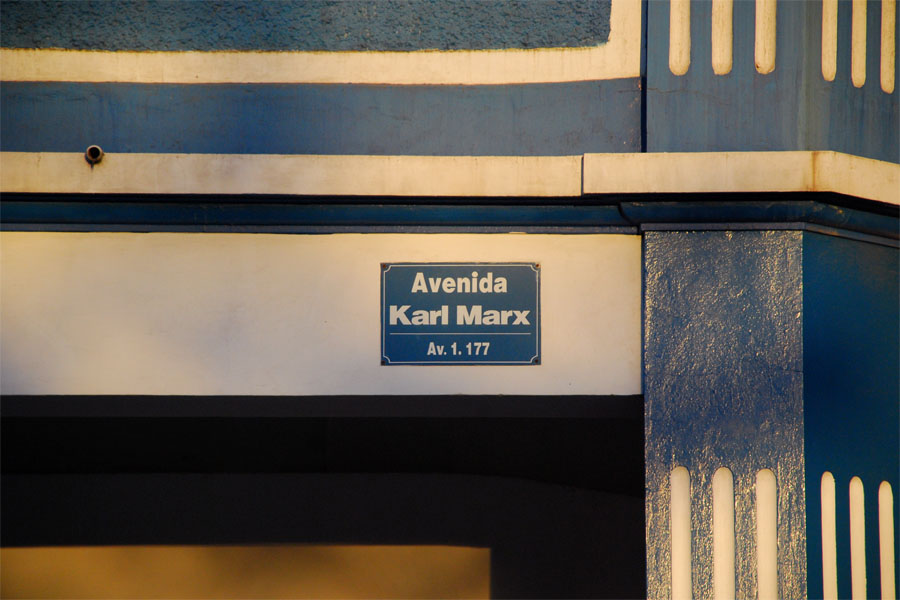 Avenida
Karl Marx
Av. 1. 177